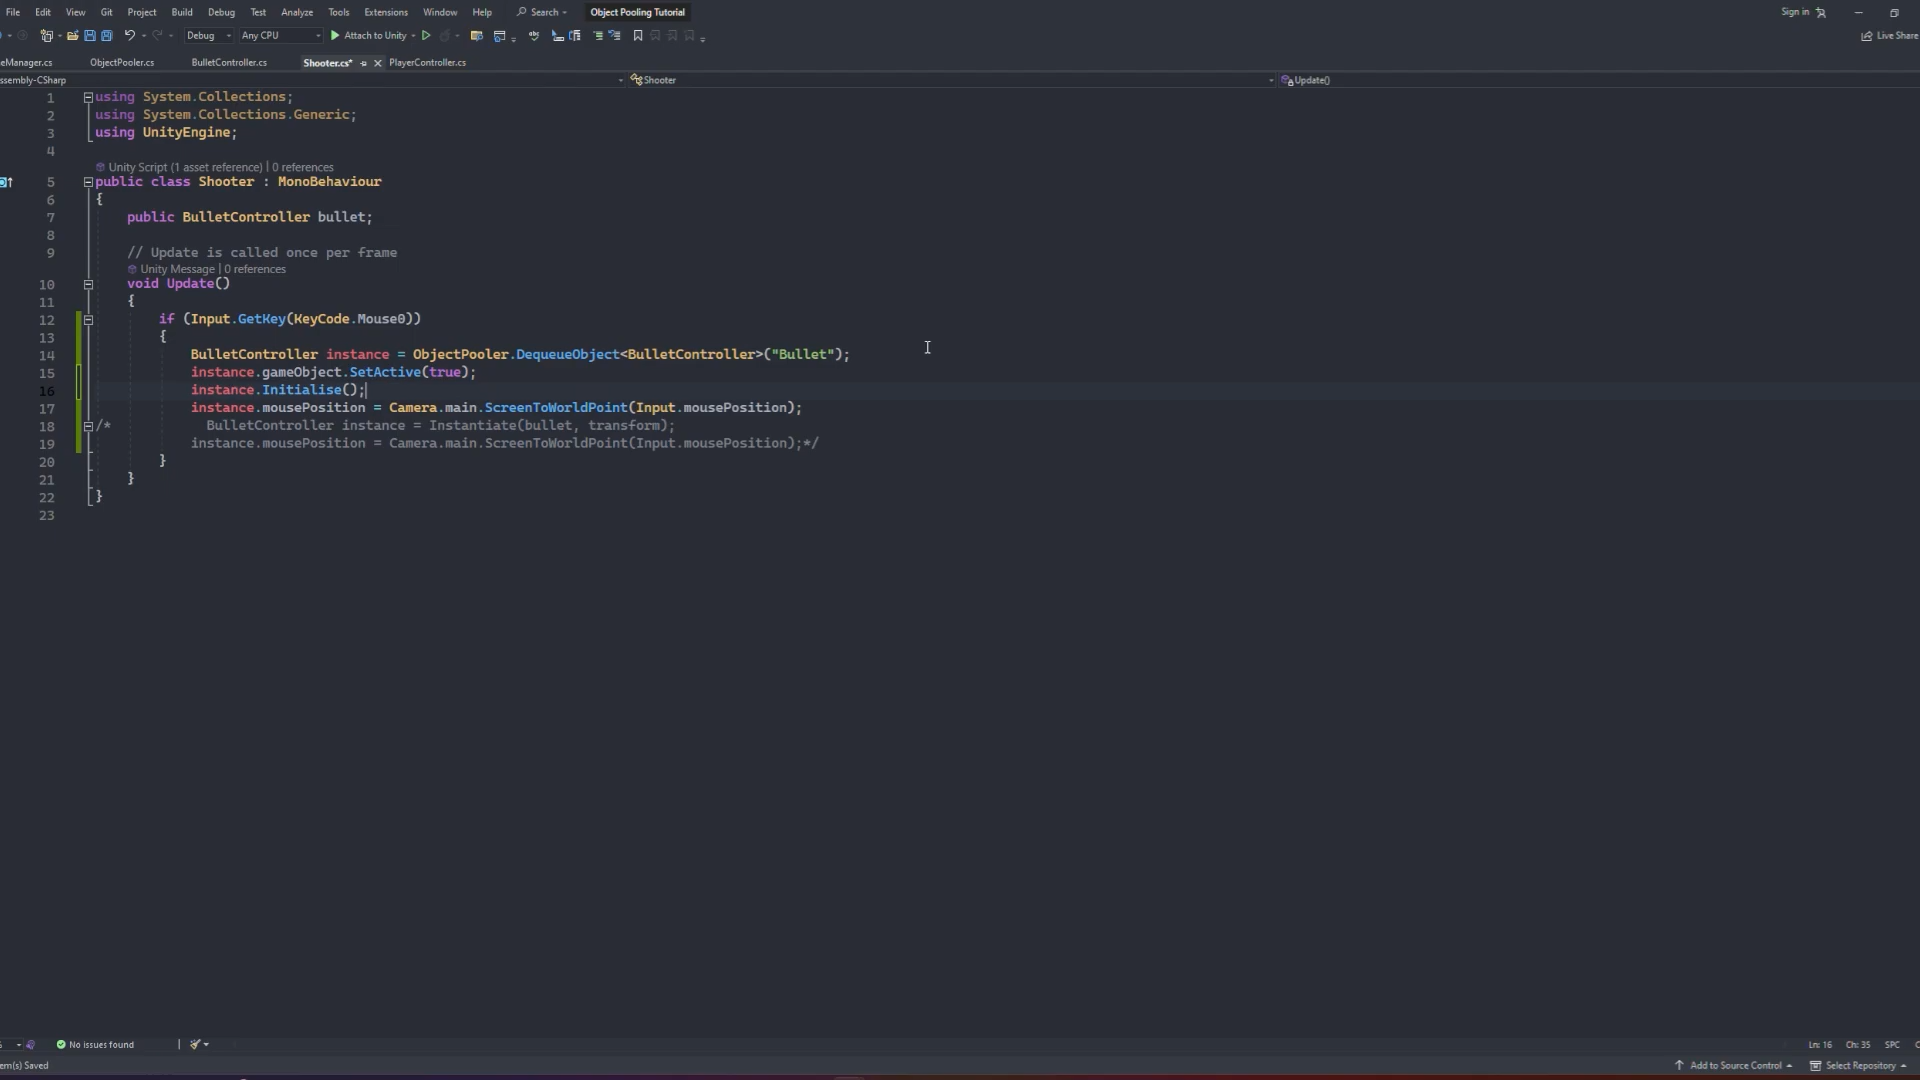 File Edit View Git Project Build Debug Test Analyze Tools Extensions Window Help Search Object Pooling Tutorial Sign in
Debug Any CPU Attach to Unity Live Share
eManager.cs ObjectPooler.cs BulletController.cs Shooter.cs* PlayerController.cs
ssembly-CSharp Shooter Update()
1 using System.Collections;
2 using System.Collections.Generic;
3 using UnityEngine;
4
Unity Script (1 asset reference) | 0 references
5 public class Shooter : MonoBehaviour
6 {
7 public BulletController bullet;
8
9 // Update is called once per frame
Unity Message | 0 references
10 void Update()
11 {
12 if (Input.GetKey(KeyCode.Mouse0))
13 {
14 BulletController instance = ObjectPooler.DequeueObject<BulletController>("Bullet");
15 instance.gameObject.SetActive(true);
16 instance.Initialise();
17 instance.mousePosition = Camera.main.ScreenToWorldPoint(Input.mousePosition);
18 /* BulletController instance = Instantiate(bullet, transform);
19 instance.mousePosition = Camera.main.ScreenToWorldPoint(Input.mousePosition);*/
20 }
21 }
22 }
23
No issues found Ln: 16 Ch: 35 SPC
em(s) Saved Add to Source Control Select Repository